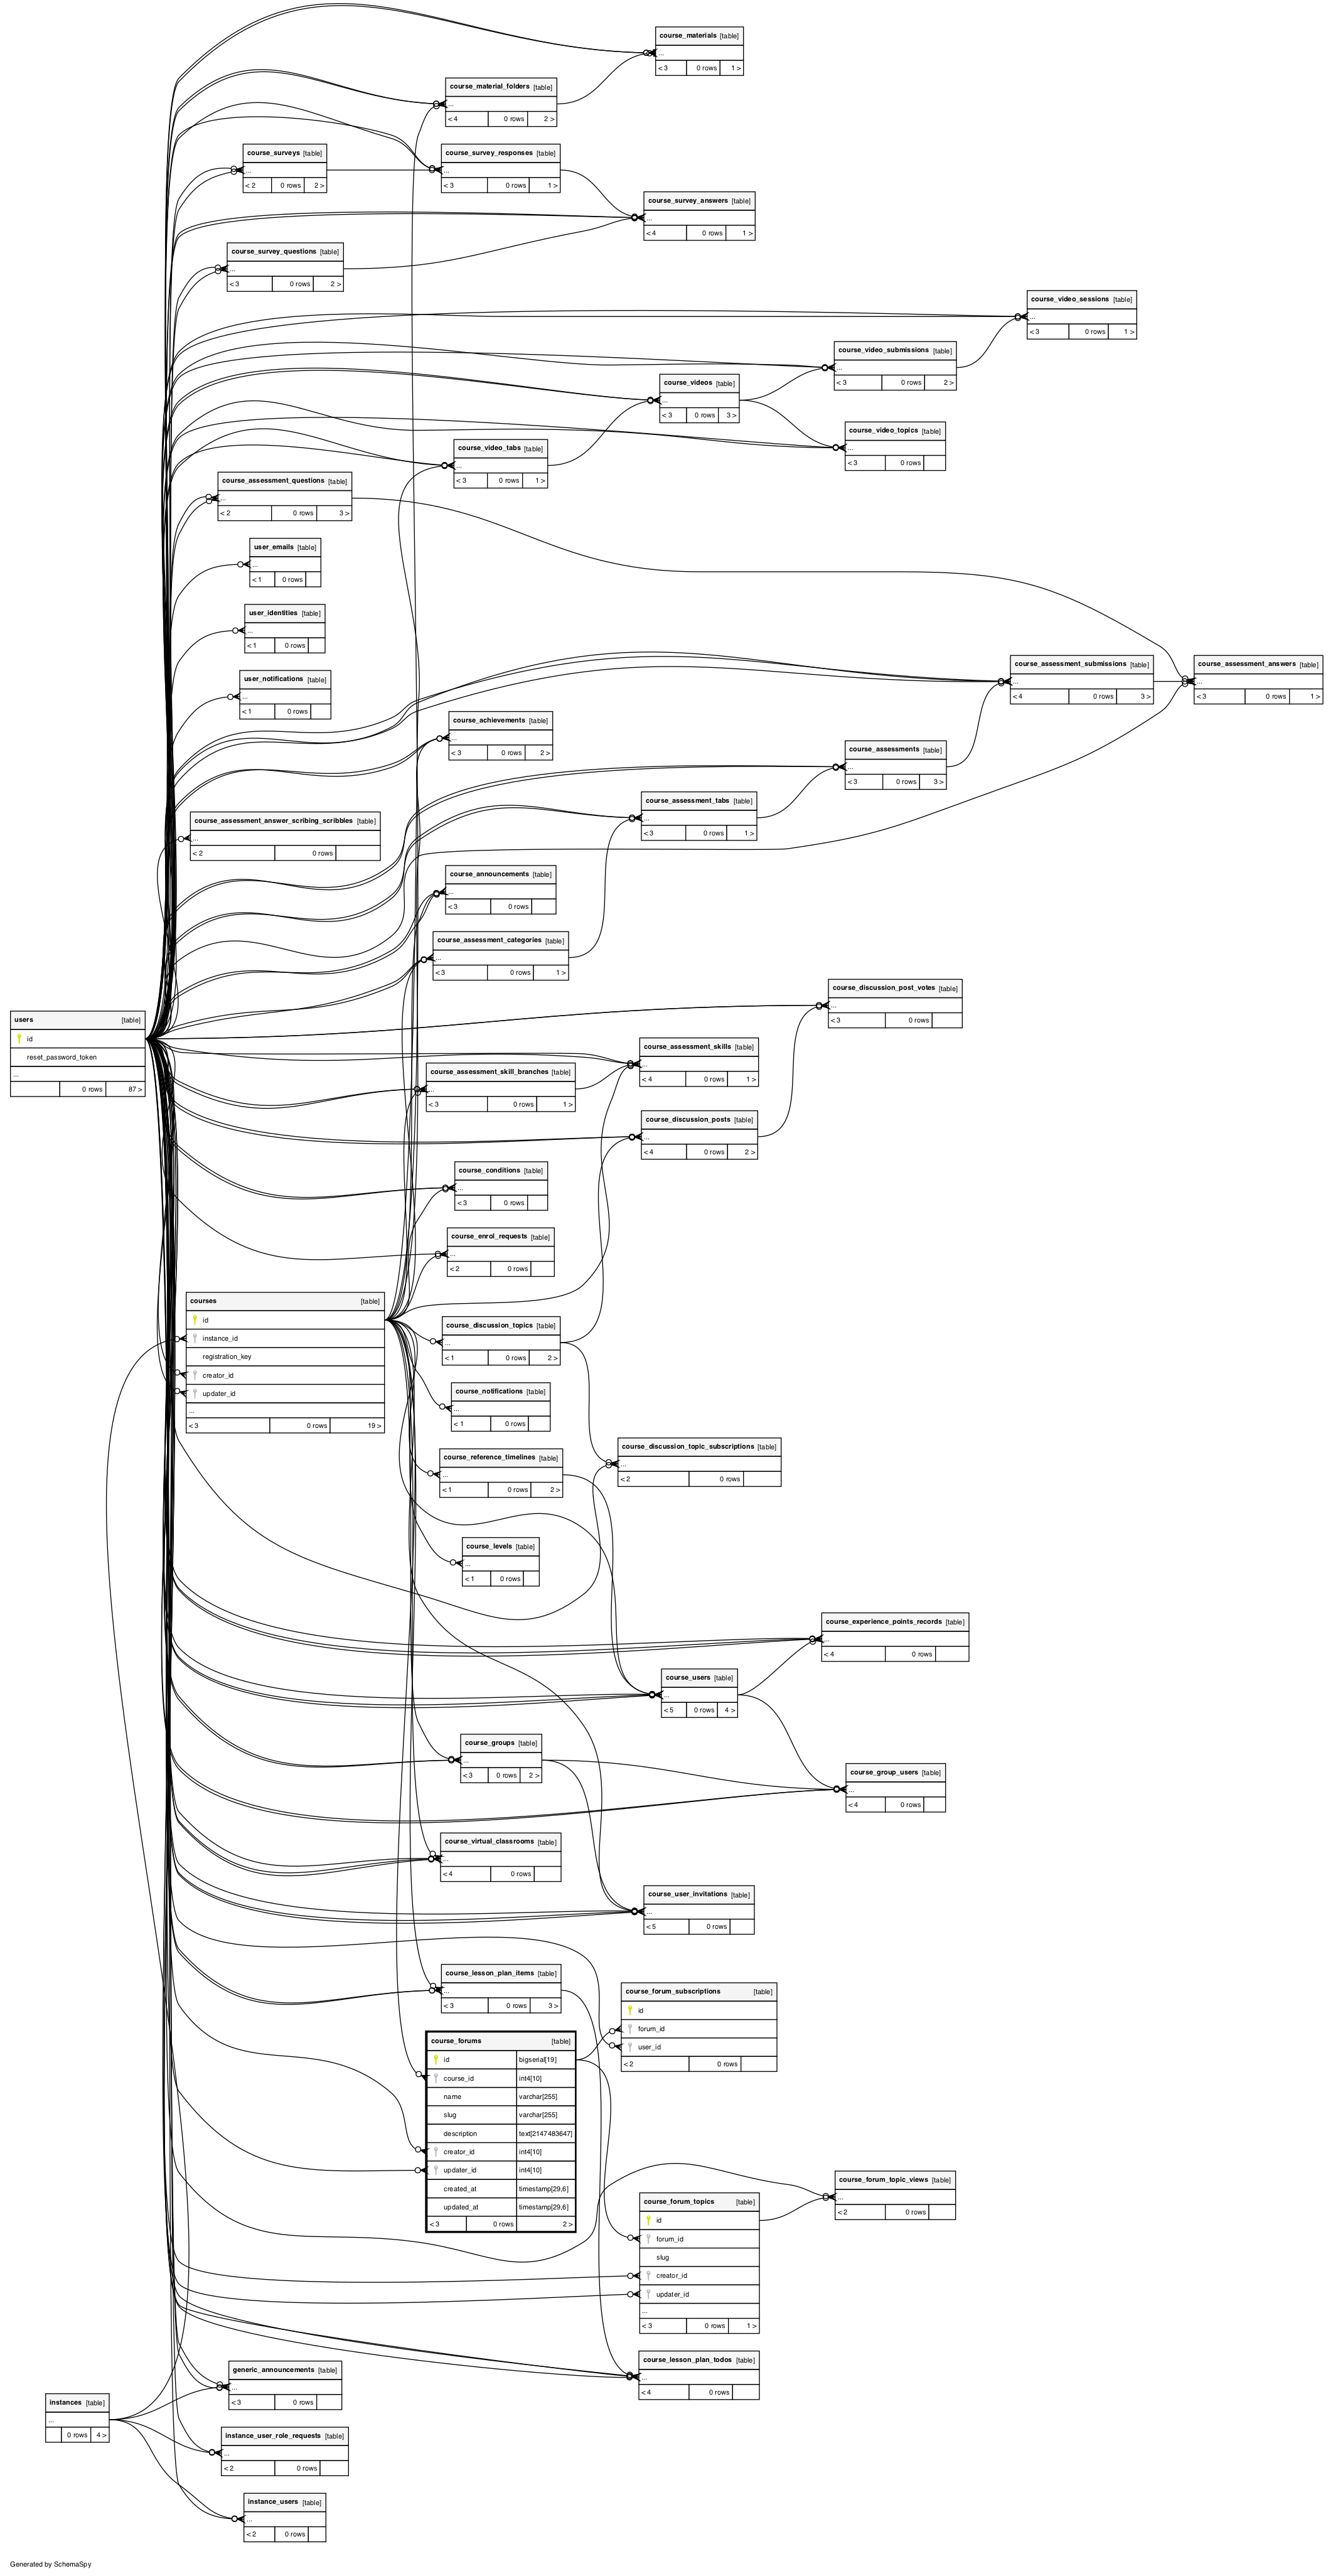 course_materials [table]
...
< 3 0 rows 1 >
course_material_folders [table]
...
< 4 0 rows 2 >
course_surveys [table]
...
< 2 0 rows 2 >
course_survey_responses [table]
...
< 3 0 rows 1 >
course_survey_answers [table]
...
< 4 0 rows 1 >
course_survey_questions [table]
...
< 3 0 rows 2 >
course_video_sessions [table]
...
< 3 0 rows 1 >
course_video_submissions [table]
...
< 3 0 rows 2 >
course_videos [table]
...
< 3 0 rows 3 >
course_video_topics [table]
...
< 3 0 rows
course_video_tabs [table]
...
< 3 0 rows 1 >
course_assessment_questions [table]
...
< 2 0 rows 3 >
user_emails [table]
...
< 1 0 rows
user_identities [table]
...
< 1 0 rows
user_notifications [table]
...
< 1 0 rows
course_assessment_submissions [table]
...
< 4 0 rows 3 >
course_assessment_answers [table]
...
< 3 0 rows 1 >
course_achievements [table]
...
< 3 0 rows 2 >
course_assessments [table]
...
< 3 0 rows 3 >
course_assessment_tabs [table]
...
< 3 0 rows 1 >
course_assessment_answer_scribing_scribbles [table]
...
< 2 0 rows
course_announcements [table]
...
< 3 0 rows
course_assessment_categories [table]
...
< 3 0 rows 1 >
course_discussion_post_votes [table]
...
< 3 0 rows
users [table]
id
reset_password_token
...
0 rows 87 >
course_assessment_skills [table]
...
< 4 0 rows 1 >
course_assessment_skill_branches [table]
...
< 3 0 rows 1 >
course_discussion_posts [table]
...
< 4 0 rows 2 >
course_conditions [table]
...
< 3 0 rows
course_enrol_requests [table]
...
< 2 0 rows
courses [table]
id
instance_id
registration_key
creator_id
updater_id
...
< 3 0 rows 19 >
course_discussion_topics [table]
...
< 1 0 rows 2 >
course_notifications [table]
...
< 1 0 rows
course_discussion_topic_subscriptions [table]
...
< 2 0 rows
course_reference_timelines [table]
...
< 1 0 rows 2 >
course_levels [table]
...
< 1 0 rows
course_experience_points_records [table]
...
< 4 0 rows
course_users [table]
...
< 5 0 rows 4 >
course_groups [table]
...
< 3 0 rows 2 >
course_group_users [table]
...
< 4 0 rows
course_virtual_classrooms [table]
...
< 4 0 rows
course_user_invitations [table]
...
< 5 0 rows
course_lesson_plan_items [table]
...
< 3 0 rows 3 >
course_forum_subscriptions [table]
id
forum_id
user_id
< 2 0 rows
course_forums [table]
id bigserial[19]
course_id int4[10]
name varchar[255]
slug varchar[255]
description text[2147483647]
creator_id int4[10]
updater_id int4[10]
created_at timestamp[29,6]
updated_at timestamp[29,6]
< 3 0 rows 2 >
course_forum_topic_views [table]
...
< 2 0 rows
course_forum_topics [table]
id
forum_id
slug
creator_id
updater_id
...
< 3 0 rows 1 >
course_lesson_plan_todos [table]
...
< 4 0 rows
generic_announcements [table]
...
< 3 0 rows
instances [table]
...
0 rows 4 >
instance_user_role_requests [table]
...
< 2 0 rows
instance_users [table]
...
< 2 0 rows
Generated by SchemaSpy